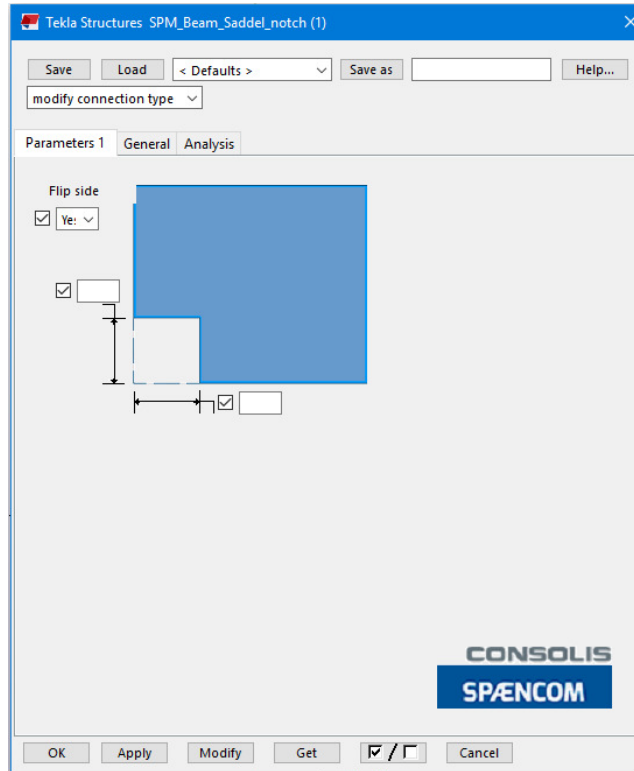 Tekla Structures SPM_Beam_Saddel_notch (1)
Save Load < Defaults > Save as Help...
modify connection type
Parameters 1 General Analysis
Flip side
Ye:
CONSOLIS
SPÆNCOM
OK Apply Modify Get / Cancel